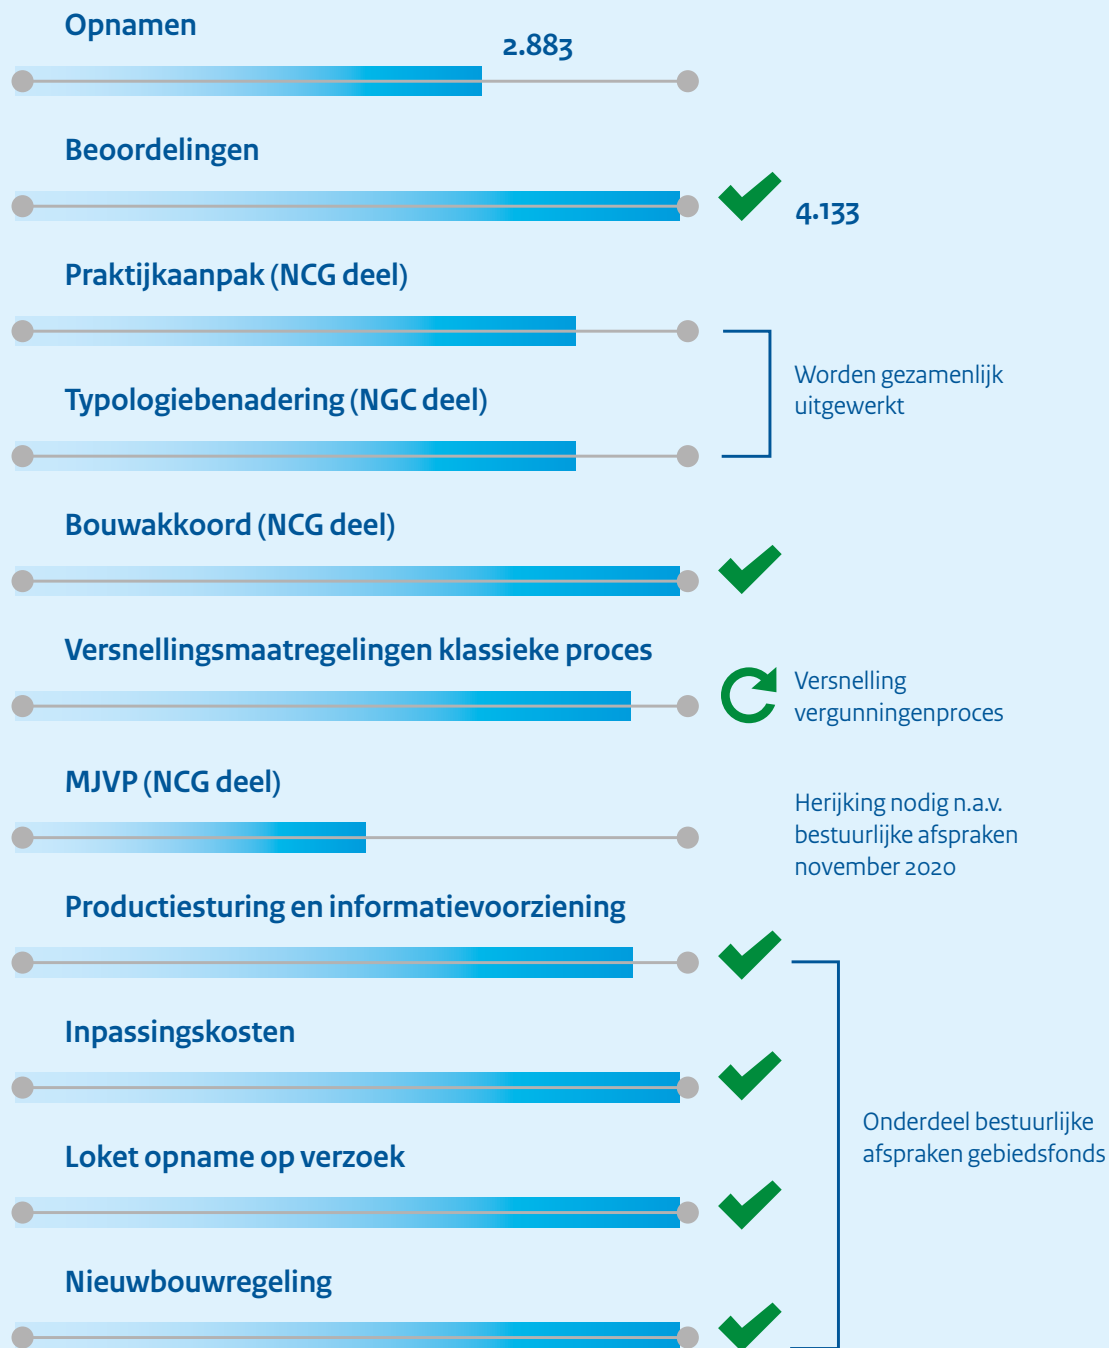 Opnamen
2.883
Beoordelingen
4.133
Praktijkaanpak (NCG deel)
Worden gezamenlijk
uitgewerkt
Typologiebenadering (NGC deel)
Bouwakkoord (NCG deel)
Versnellingsmaatregelingen klassieke proces
Versnelling
vergunningenproces
MJVP (NCG deel)
Herijking nodig n.a.v.
bestuurlijke afspraken
november 2020
Productiesturing en informatievoorziening
Inpassingskosten
Onderdeel bestuurlijke
afspraken gebiedsfonds
Loket opname op verzoek
Nieuwbouwregeling